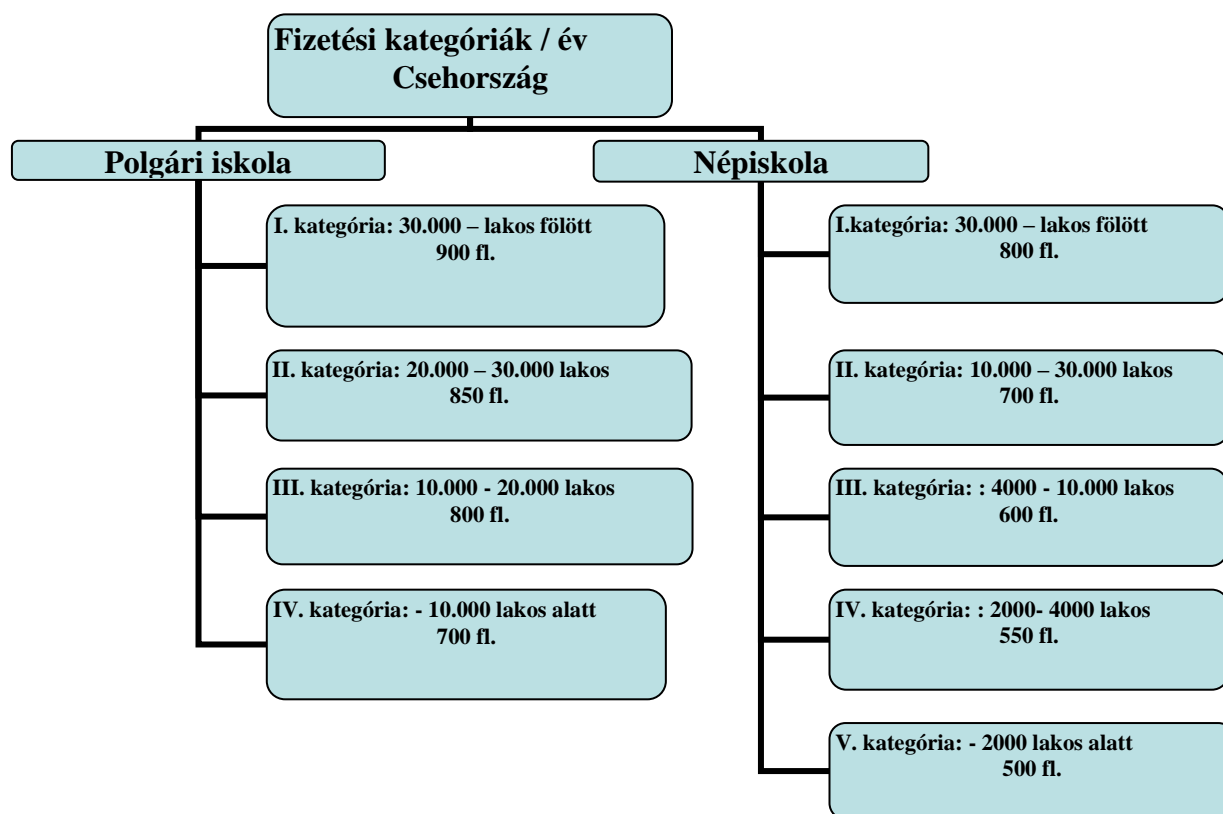 Fizetési kategóriák / év
Csehország
Polgári iskola
I. kategória: 30.000 – lakos fölött
900 fl.
II. kategória: 20.000 – 30.000 lakos
850 fl.
III. kategória: 10.000 - 20.000 lakos
800 fl.
IV. kategória: - 10.000 lakos alatt
700 fl.
Népiskola
I.kategória: 30.000 – lakos fölött
800 fl.
II. kategória: 10.000 – 30.000 lakos
700 fl.
III. kategória: : 4000 - 10.000 lakos
600 fl.
IV. kategória: : 2000- 4000 lakos
550 fl.
V. kategória: - 2000 lakos alatt
500 fl.